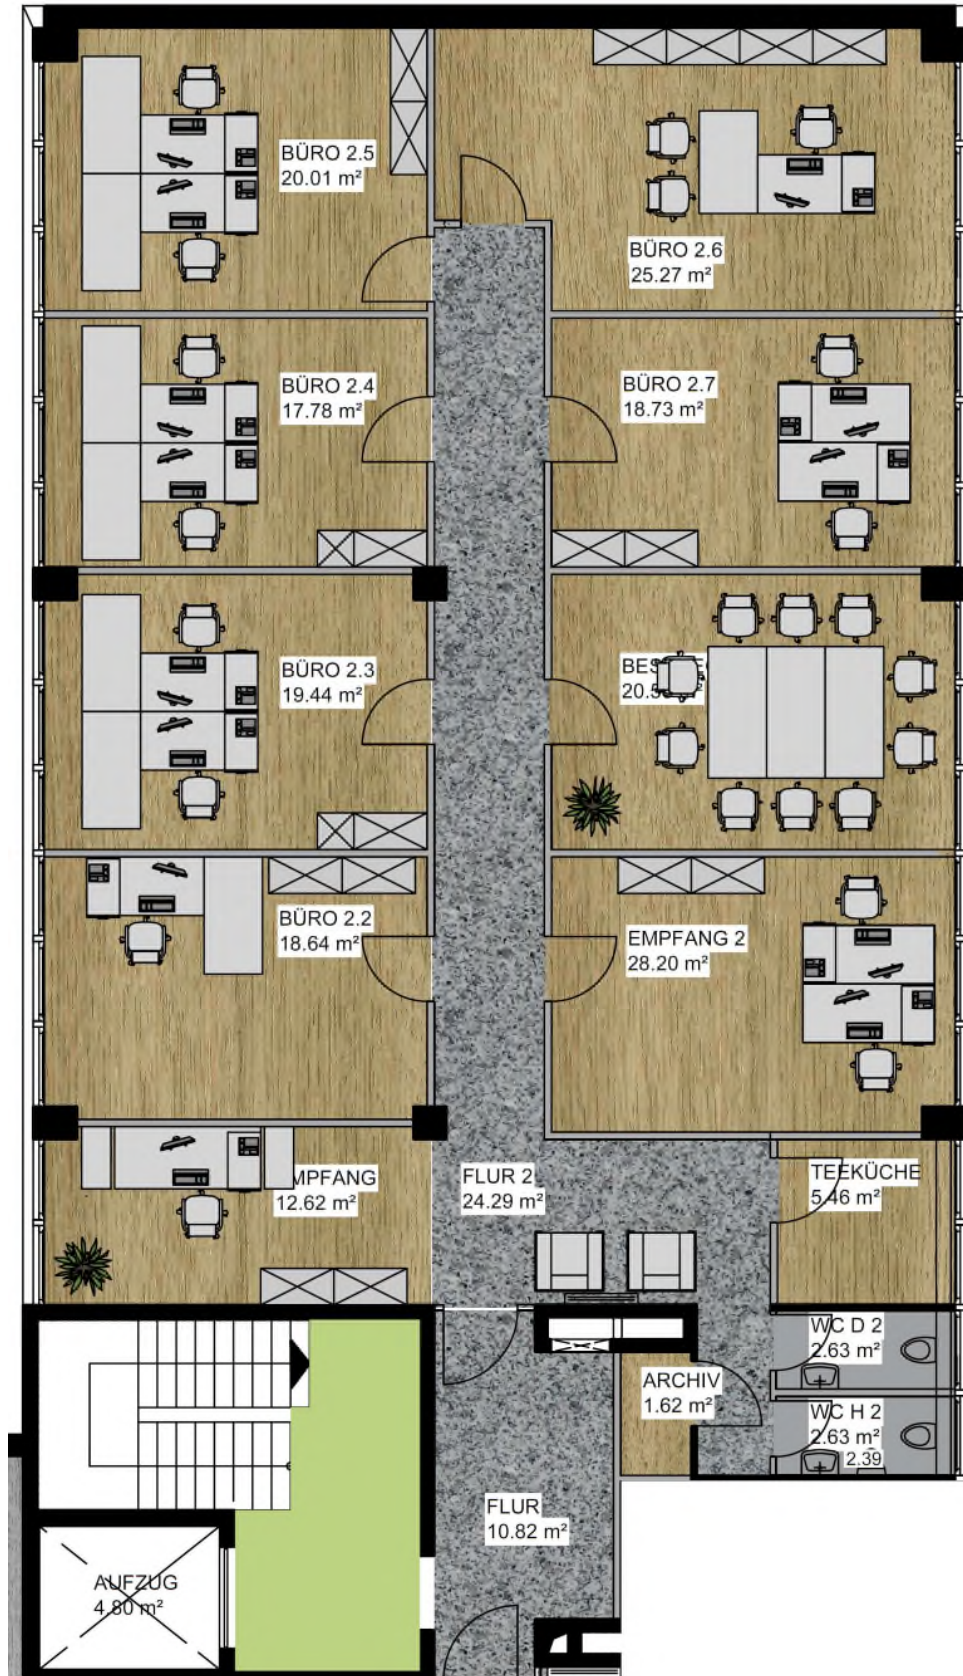 BÜRO 2.5
20.01 m²
BÜRO 2.6
25.27 m²
BÜRO 2.4
17.78 m²
BÜRO 2.7
18.73 m²
BÜRO 2.3
19.44 m²
BÜRO 2.2
18.64 m²
EMPFANG 2
28.20 m²
12.62 m²
FLUR 2
24.29 m²
TEEKÜCHE
5.46 m²
WC D 2
2.63 m²
ARCHIV
1.62 m²
WC H 2
2.63 m²
2.39
FLUR
10.82 m²
AUFZUG
4.80 m²